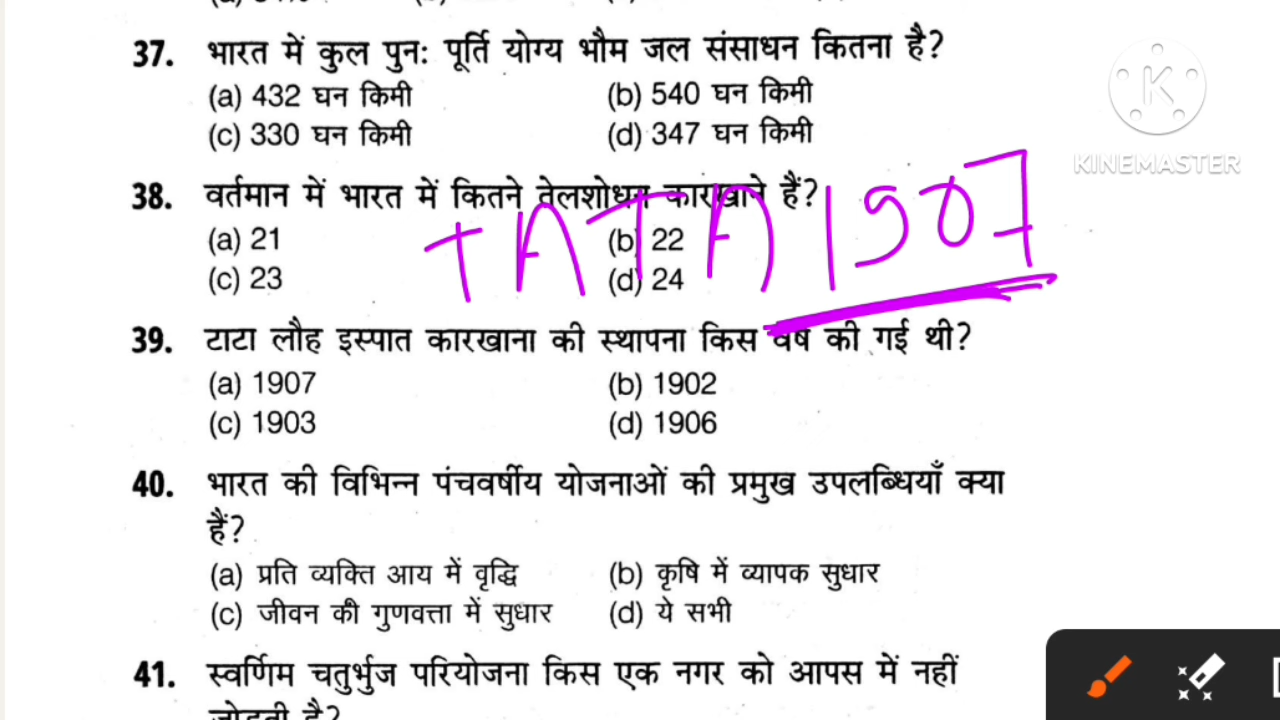 37. भारत में कुल पुनः पूर्ति योग्य भौम जल संसाधन कितना है?
(a) 432 घन किमी (b) 540 घन किमी
(c) 330 घन किमी (d) 347 घन किमी
KINEMASTER
38. वर्तमान में भारत में कितने तेलशोधन कारखाने हैं?
TATA 1907
(a) 21 (b) 22
(c) 23 (d) 24
39. टाटा लौह इस्पात कारखाना की स्थापना किस वर्ष की गई थी?
(a) 1907 (b) 1902
(c) 1903 (d) 1906
40. भारत की विभिन्न पंचवर्षीय योजनाओं की प्रमुख उपलब्धियाँ क्या
हैं?
(a) प्रति व्यक्ति आय में वृद्धि (b) कृषि में व्यापक सुधार
(c) जीवन की गुणवत्ता में सुधार (d) ये सभी
41. स्वर्णिम चतुर्भुज परियोजना किस एक नगर को आपस में नहीं
जोड़ती है?